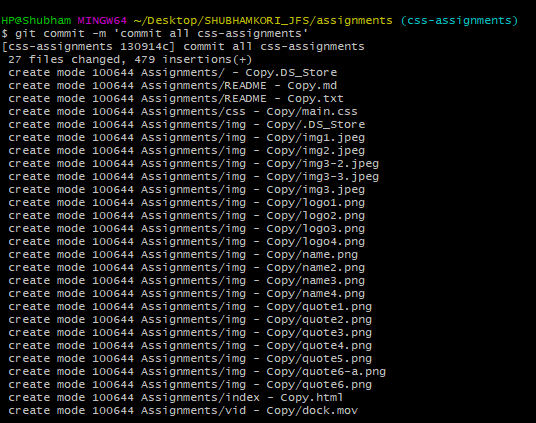 HP@Shubham MINGW64 ~/Desktop/SHUBHAMKORI_JFS/assignments (css-assignments)
$ git commit -m 'commit all css-assignments'
[css-assignments 130914c] commit all css-assignments
 27 files changed, 479 insertions(+)
 create mode 100644 Assignments/ - Copy.DS_Store
 create mode 100644 Assignments/README - Copy.md
 create mode 100644 Assignments/README - Copy.txt
 create mode 100644 Assignments/css - Copy/main.css
 create mode 100644 Assignments/img - Copy/.DS_Store
 create mode 100644 Assignments/img - Copy/img1.jpeg
 create mode 100644 Assignments/img - Copy/img2.jpeg
 create mode 100644 Assignments/img - Copy/img3-2.jpeg
 create mode 100644 Assignments/img - Copy/img3-3.jpeg
 create mode 100644 Assignments/img - Copy/img3.jpeg
 create mode 100644 Assignments/img - Copy/logo1.png
 create mode 100644 Assignments/img - Copy/logo2.png
 create mode 100644 Assignments/img - Copy/logo3.png
 create mode 100644 Assignments/img - Copy/logo4.png
 create mode 100644 Assignments/img - Copy/name.png
 create mode 100644 Assignments/img - Copy/name2.png
 create mode 100644 Assignments/img - Copy/name3.png
 create mode 100644 Assignments/img - Copy/name4.png
 create mode 100644 Assignments/img - Copy/quote1.png
 create mode 100644 Assignments/img - Copy/quote2.png
 create mode 100644 Assignments/img - Copy/quote3.png
 create mode 100644 Assignments/img - Copy/quote4.png
 create mode 100644 Assignments/img - Copy/quote5.png
 create mode 100644 Assignments/img - Copy/quote6-a.png
 create mode 100644 Assignments/img - Copy/quote6.png
 create mode 100644 Assignments/index - Copy.html
 create mode 100644 Assignments/vid - Copy/dock.mov